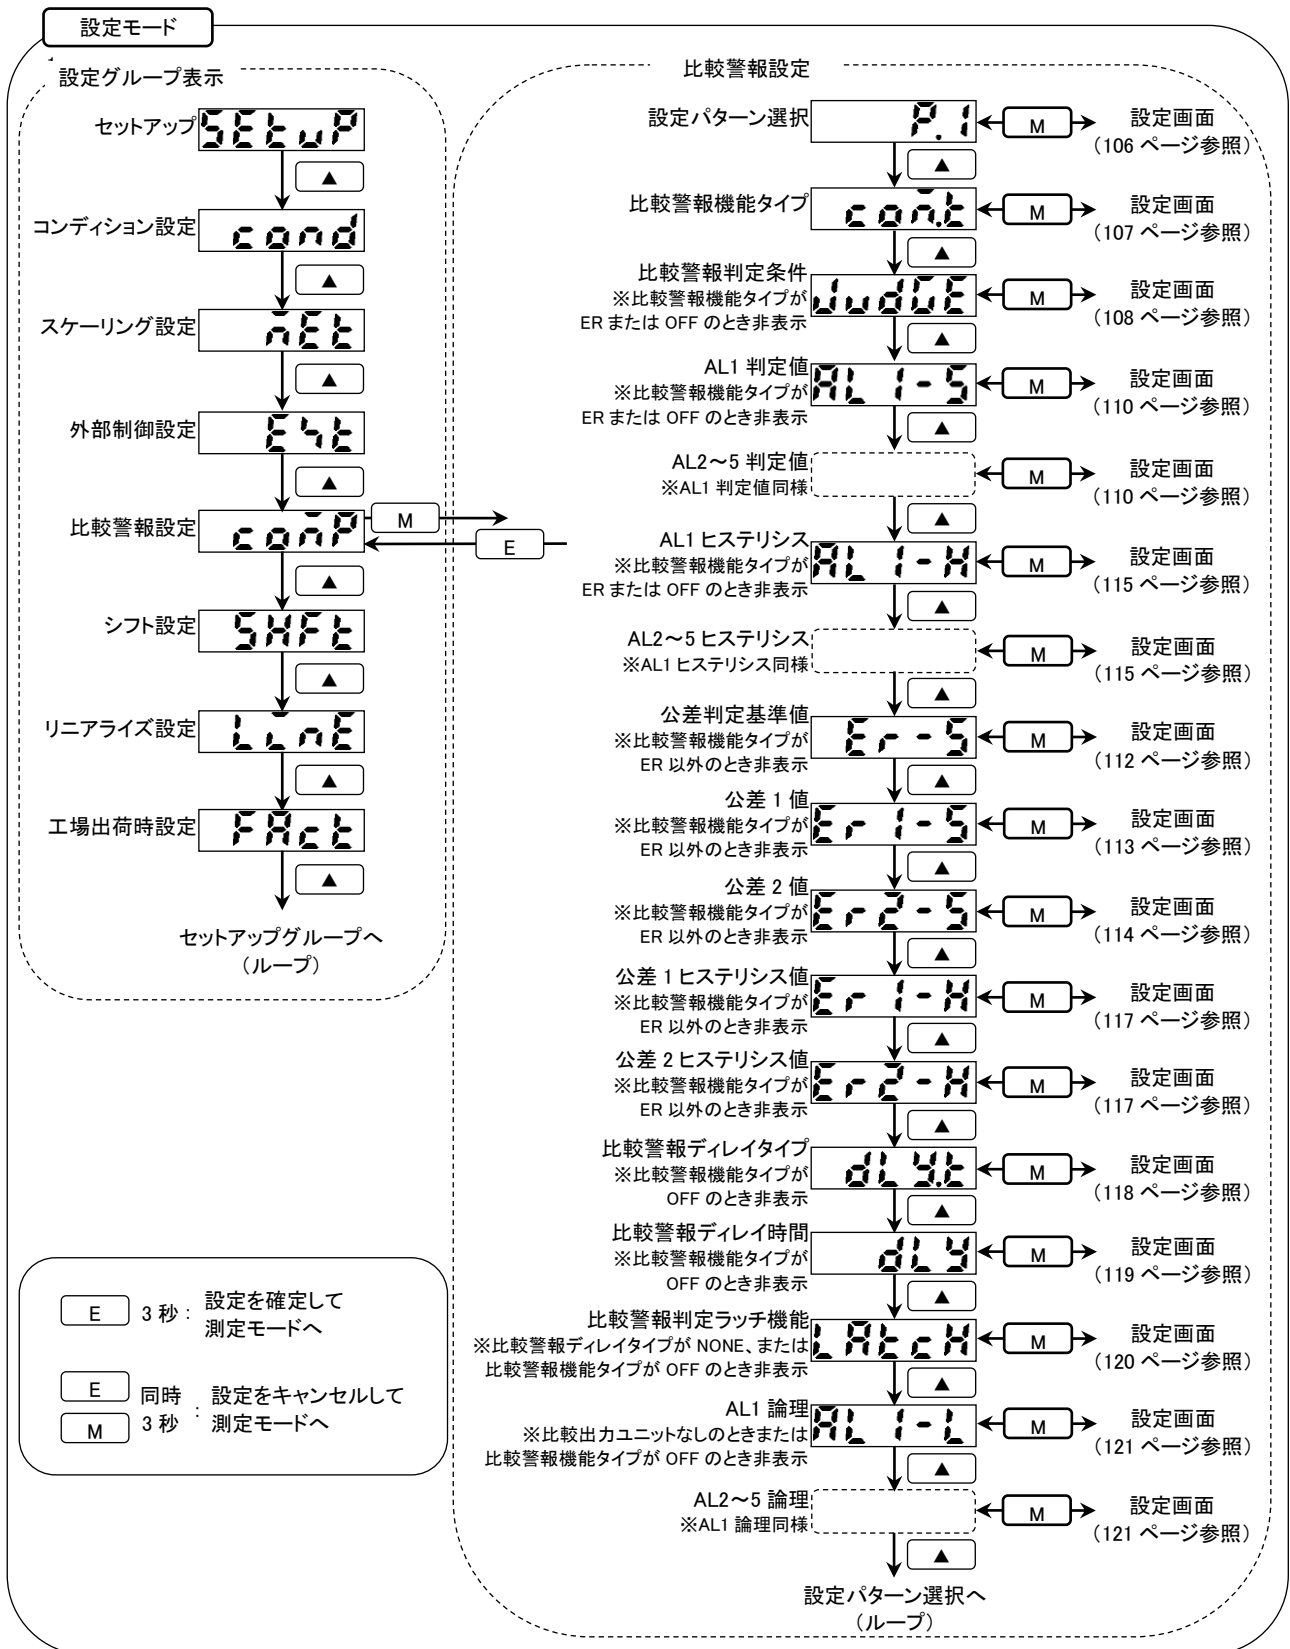 設定モード
設定グループ表示
セットアップ SEtuP
▲
コンディション設定 cond
▲
スケーリング設定 mEt
▲
外部制御設定 Ext
▲
比較警報設定 comP
M
E
▲
シフト設定 SHFt
▲
リニアライズ設定 LinE
▲
工場出荷時設定 FAct
▲
セットアップグループへ
(ループ)
E 3 秒 : 設定を確定して
測定モードへ
E 同時
M 3 秒 : 設定をキャンセルして
測定モードへ
比較警報設定
設定パターン選択 P.1 M 設定画面
(106 ページ参照)
▲
比較警報機能タイプ com.t M 設定画面
(107 ページ参照)
▲
比較警報判定条件
※比較警報機能タイプが
ER または OFF のとき非表示
JudGE M 設定画面
(108 ページ参照)
▲
AL1 判定値
※比較警報機能タイプが
ER または OFF のとき非表示
AL1-S M 設定画面
(110 ページ参照)
▲
AL2～5 判定値
※AL1 判定値同様
M 設定画面
(110 ページ参照)
▲
AL1 ヒステリシス
※比較警報機能タイプが
ER または OFF のとき非表示
AL1-H M 設定画面
(115 ページ参照)
▲
AL2～5 ヒステリシス
※AL1 ヒステリシス同様
M 設定画面
(115 ページ参照)
▲
公差判定基準値
※比較警報機能タイプが
ER 以外のとき非表示
Er-S M 設定画面
(112 ページ参照)
▲
公差 1 値
※比較警報機能タイプが
ER 以外のとき非表示
Er1-S M 設定画面
(113 ページ参照)
▲
公差 2 値
※比較警報機能タイプが
ER 以外のとき非表示
Er2-S M 設定画面
(114 ページ参照)
▲
公差 1 ヒステリシス値
※比較警報機能タイプが
ER 以外のとき非表示
Er1-H M 設定画面
(117 ページ参照)
▲
公差 2 ヒステリシス値
※比較警報機能タイプが
ER 以外のとき非表示
Er2-H M 設定画面
(117 ページ参照)
▲
比較警報ディレイタイプ
※比較警報機能タイプが
OFF のとき非表示
dLY.t M 設定画面
(118 ページ参照)
▲
比較警報ディレイ時間
※比較警報機能タイプが
OFF のとき非表示
dLY M 設定画面
(119 ページ参照)
▲
比較警報判定ラッチ機能
※比較警報ディレイタイプが NONE、または
比較警報機能タイプが OFF のとき非表示
LAtcH M 設定画面
(120 ページ参照)
▲
AL1 論理
※比較出力ユニットなしのときまたは
比較警報機能タイプが OFF のとき非表示
AL1-L M 設定画面
(121 ページ参照)
▲
AL2～5 論理
※AL1 論理同様
M 設定画面
(121 ページ参照)
▲
設定パターン選択へ
(ループ)